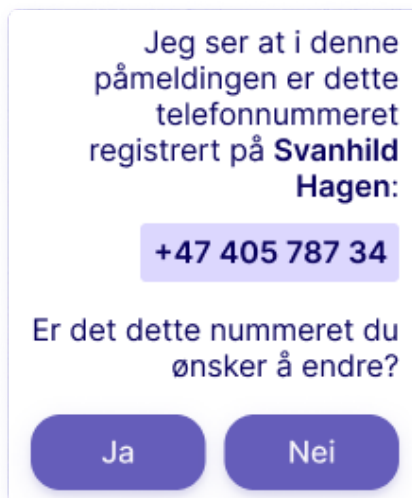 Jeg ser at i denne
påmeldingen er dette
telefonnummeret
registrert på Svanhild
Hagen:
+47 405 787 34
Er det dette nummeret du
ønsker å endre?
Ja Nei